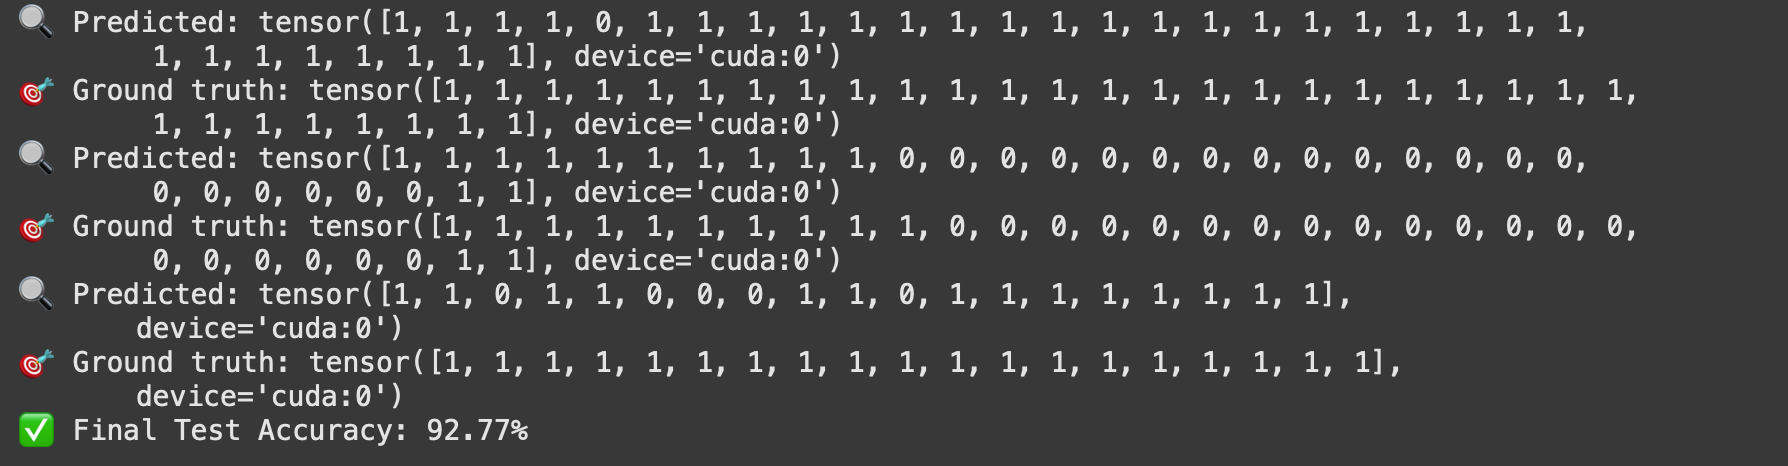 Predicted: tensor([1, 1, 1, 1, 0, 1, 1, 1, 1, 1, 1, 1, 1, 1, 1, 1, 1, 1, 1, 1, 1, 1, 1, 1,
1, 1, 1, 1, 1, 1, 1, 1], device='cuda:0')
Ground truth: tensor([1, 1, 1, 1, 1, 1, 1, 1, 1, 1, 1, 1, 1, 1, 1, 1, 1, 1, 1, 1, 1, 1, 1, 1,
1, 1, 1, 1, 1, 1, 1, 1], device='cuda:0')
Predicted: tensor([1, 1, 1, 1, 1, 1, 1, 1, 1, 1, 0, 0, 0, 0, 0, 0, 0, 0, 0, 0, 0, 0, 0, 0,
0, 0, 0, 0, 0, 0, 1, 1], device='cuda:0')
Ground truth: tensor([1, 1, 1, 1, 1, 1, 1, 1, 1, 1, 0, 0, 0, 0, 0, 0, 0, 0, 0, 0, 0, 0, 0, 0,
0, 0, 0, 0, 0, 0, 1, 1], device='cuda:0')
Predicted: tensor([1, 1, 0, 1, 1, 0, 0, 0, 1, 1, 0, 1, 1, 1, 1, 1, 1, 1, 1],
device='cuda:0')
Ground truth: tensor([1, 1, 1, 1, 1, 1, 1, 1, 1, 1, 1, 1, 1, 1, 1, 1, 1, 1, 1],
device='cuda:0')
Final Test Accuracy: 92.77%